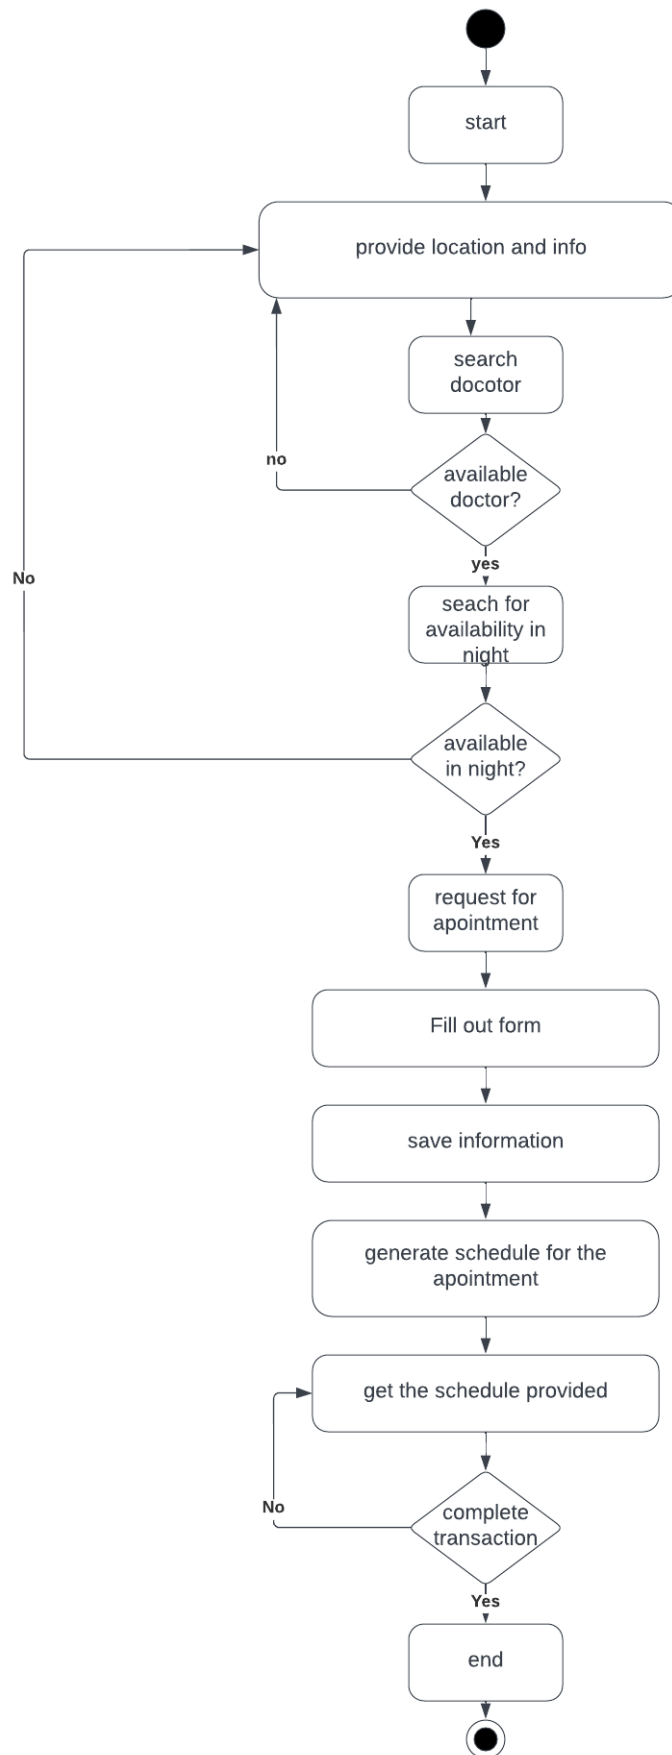 start
provide location and info
search
docotor
available
doctor?
no
yes
seach for
availability in
night
No
available
in night?
Yes
request for
apointment
Fill out form
save information
generate schedule for the
apointment
get the schedule provided
No
complete
transaction
Yes
end